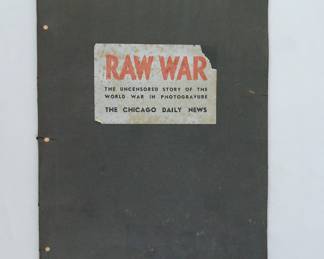 RAW WAR
THE UNCENSORED STORY OF THE
WORLD WAR IN PHOTOGRAVURE
THE CHICAGO DAILY NEWS